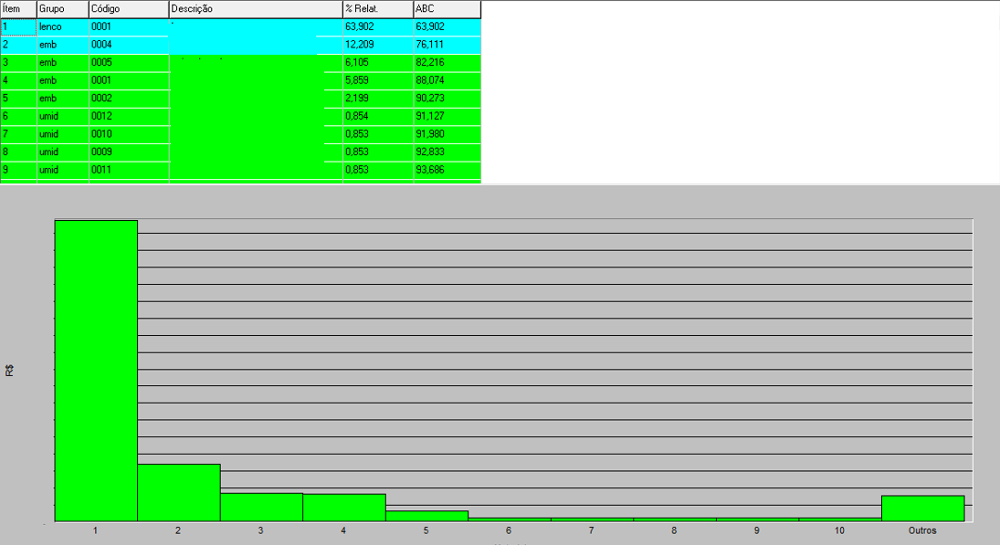 Ítem Grupo Código Descrição % Relat. ABC
1 lenco 0001 63,902 63,902
2 emb 0004 12,209 76,111
3 emb 0005 6,105 82,216
4 emb 0001 5,859 88,074
5 emb 0002 2,199 90,273
6 umid 0012 0,854 91,127
7 umid 0010 0,853 91,980
8 umid 0009 0,853 92,833
9 umid 0011 0,853 93,686
R$
1 2 3 4 5 6 7 8 9 10 Outros